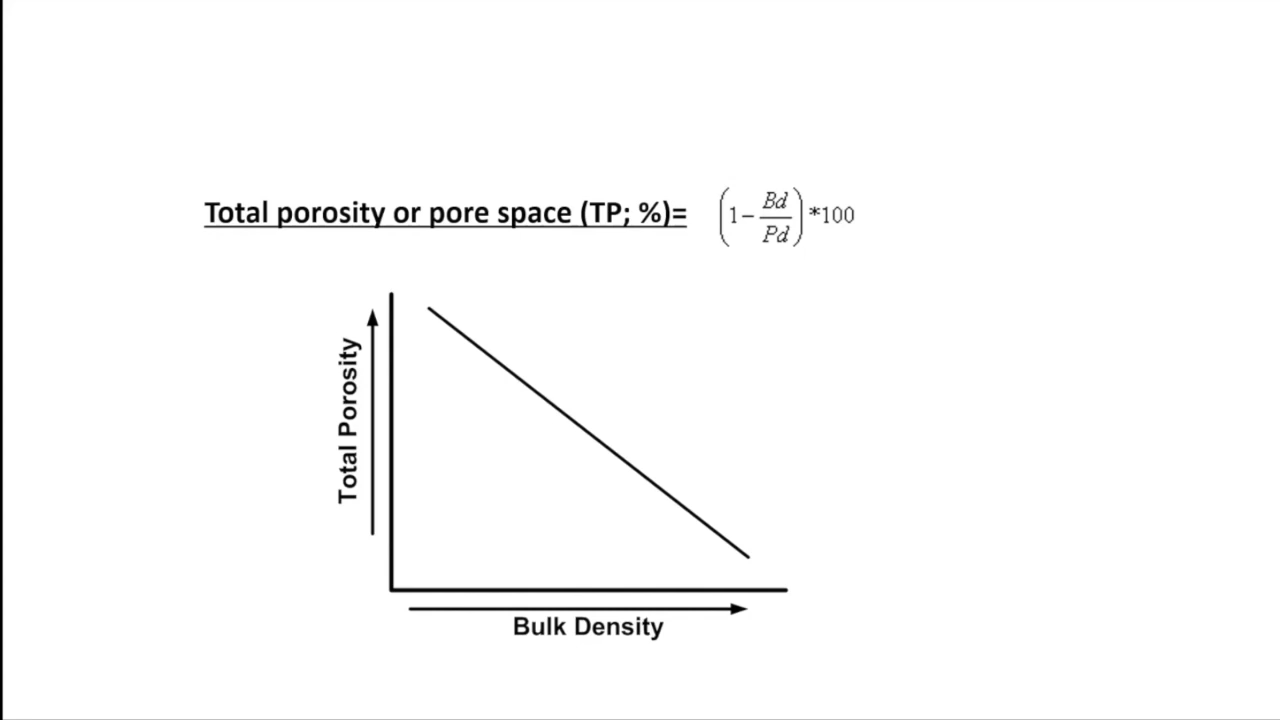 Total porosity or pore space (TP; %)= (1−Bd/Pd)*100
Total Porosity
Bulk Density